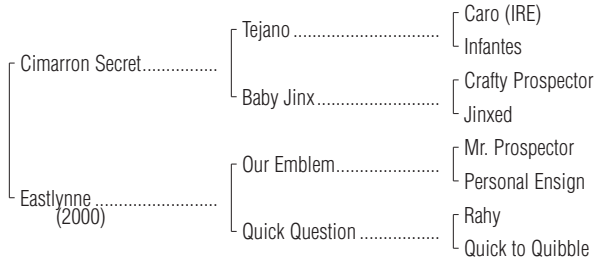 Caro (IRE)
Tejano
Infantes
Cimarron Secret
Crafty Prospector
Baby Jinx
Jinxed
Mr. Prospector
Our Emblem
Personal Ensign
Eastlynne
(2000)
Rahy
Quick Question
Quick to Quibble